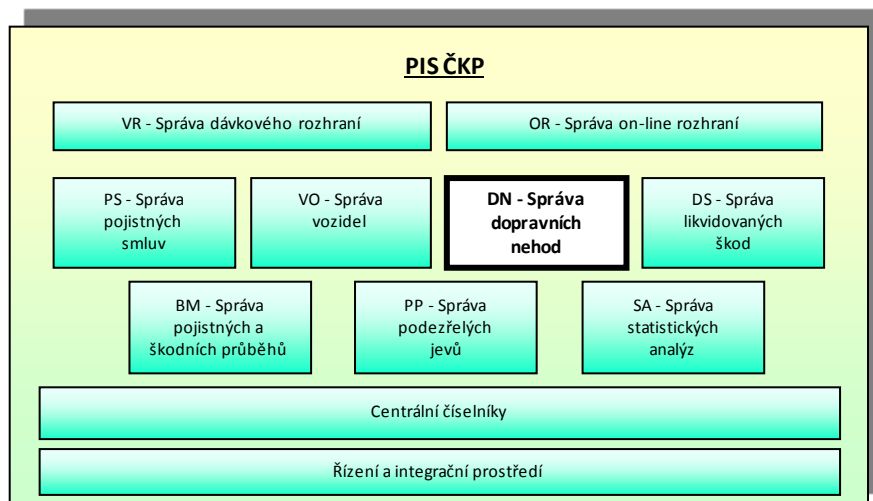 PIS ČKP
VR - Správa dávkového rozhraní
OR - Správa on-line rozhraní
PS - Správa
pojistných
smluv
VO - Správa
vozidel
DN - Správa
dopravních
nehod
DS - Správa
likvidovaných
škod
BM - Správa
pojistných a
škodních průběhů
PP - Správa
podezřelých
jevů
SA - Správa
statistických
analýz
Centrální číselníky
Řízení a integrační prostředí